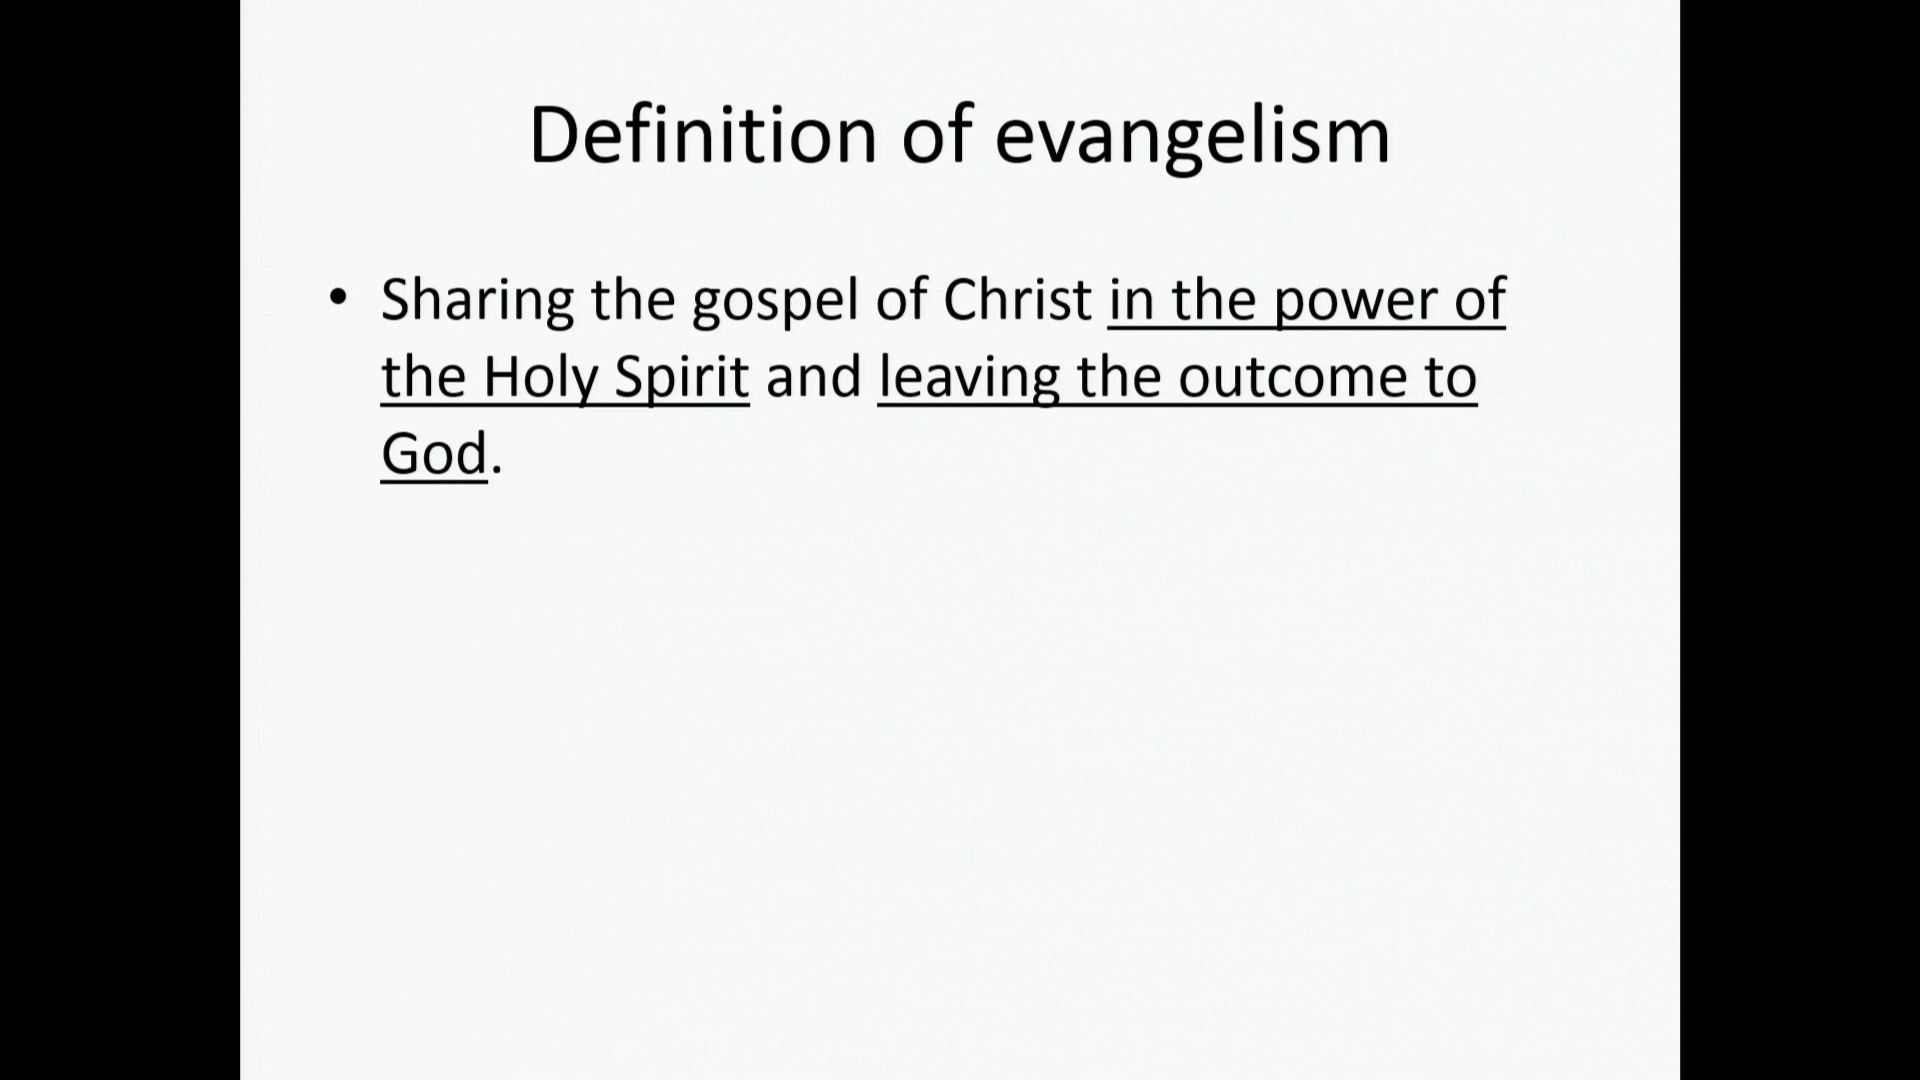 Definition of evangelism
• Sharing the gospel of Christ in the power of
the Holy Spirit and leaving the outcome to
God.